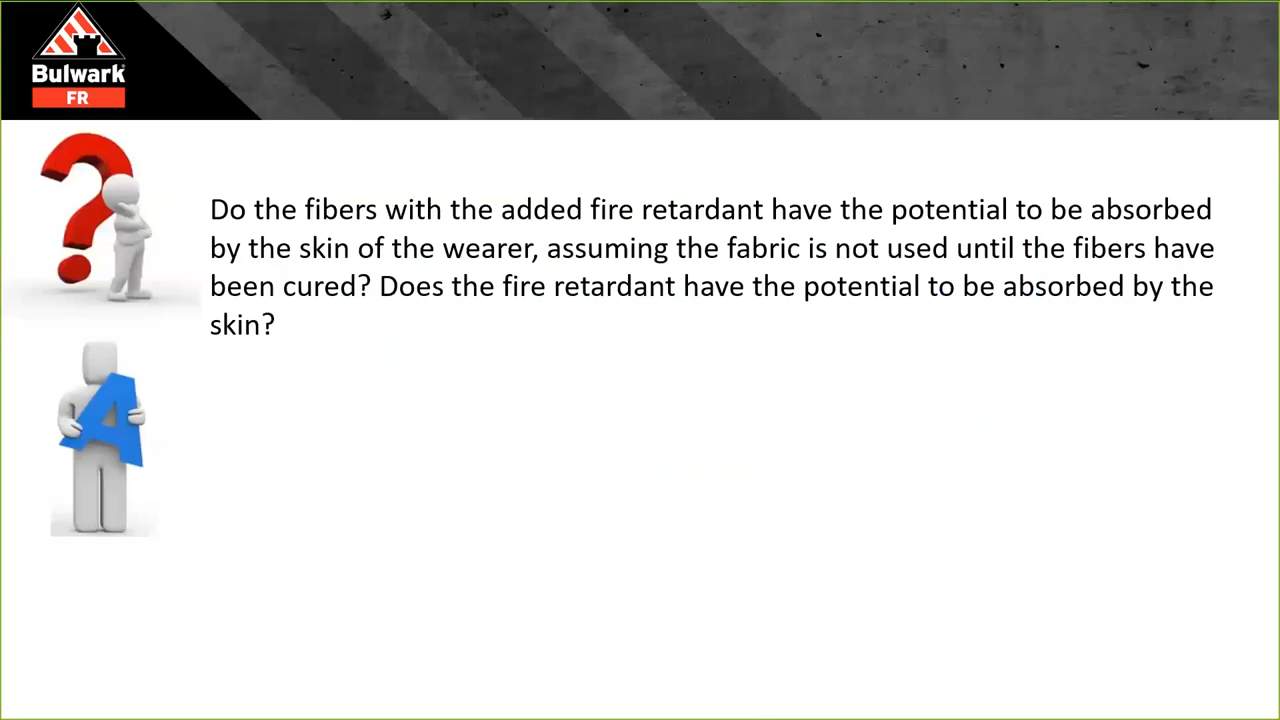 Bulwark
FR
Do the fibers with the added fire retardant have the potential to be absorbed
by the skin of the wearer, assuming the fabric is not used until the fibers have
been cured? Does the fire retardant have the potential to be absorbed by the
skin?
A